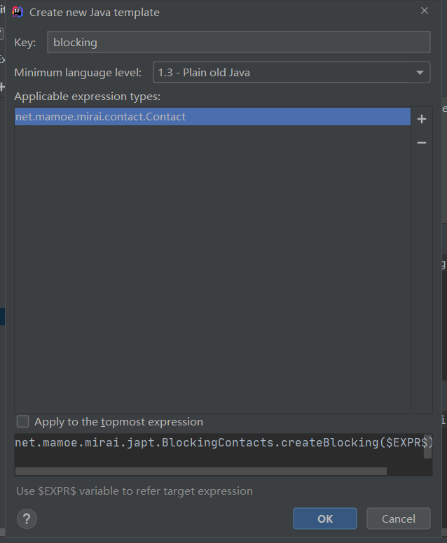 Create new Java template
Key: blocking
Minimum language level: 1.3 - Plain old Java
Applicable expression types:
net.mamoe.mirai.contact.Contact
Apply to the topmost expression
net.mamoe.mirai.japt.BlockingContacts.createBlocking($EXPR$)
Use $EXPR$ variable to refer target expression
? OK Cancel